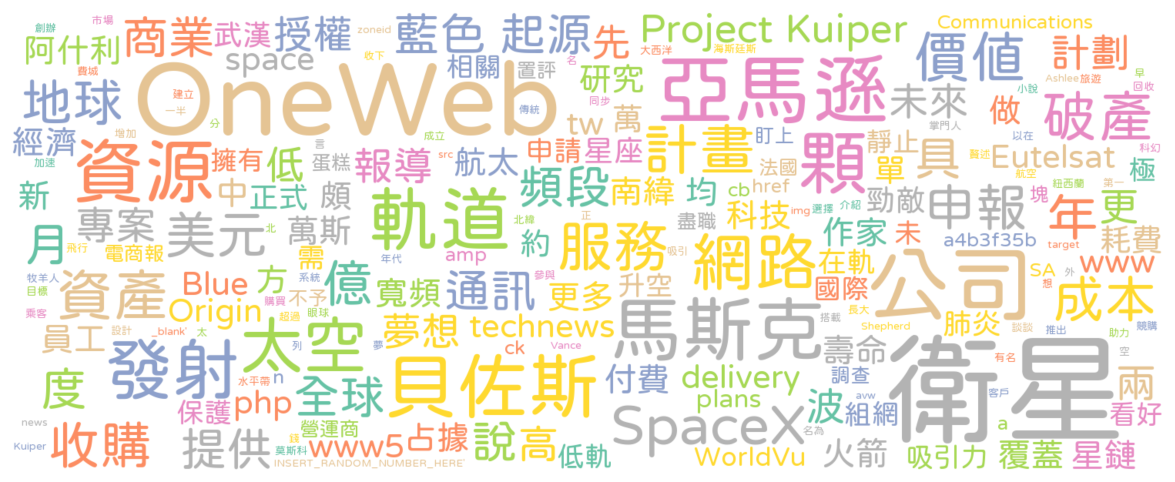 創辦 市場 商業 武漢 zoneid 授權 藍色 起源 先 Project Kuiper Communications
阿什利 費城 space 收下 相關 置評 大西洋 海斯延斯 名 價值 計劃
OneWeb 研究 亞馬遜 未來 Ashlee 旅遊 早 小說 回收
地球 建立 一半 傳統 同步 tw 萬 做 掌門人 破產
經濟 增加 分 言 成立 計畫 盯上 靜止 以在 科幻
加速 資源 擁有 低 蛋糕 報導 src 航太 申請 星座 顆 單 具 贅述 Eutelsat 航空 極
新 中 正式 頗 頻段 南緯 均 法國 cb href 勁敵 申報 紐西蘭 第一 塊 年 更
專案 美元 萬斯 北 軌道 北緯 正 約 服務 盡職 科技 img 選擇 介紹 作家 未 a4b3f35b 耗費
月 飛行 電商報 需 年代 amp 吸引 網路 在軌 target www
牧羊人 目標 資產 方 系統 億 寬頻 通訊 參與 更多 升空 搭載 國際 公司 SA 想 外 成本
乘客 Blue Origin 購買 不予 超過 眼球 夢想 technews 馬斯克 長大 Shepherd 肺炎 談談 推出 助力 競購
員工 設計 _blank' 太 太空 列 夢 ck Vance 壽命 有名 空
發射 水平帶 n 全球 貝佐斯 付費 delivery 調查 衛星 客戶 兩
度 保護 php plans 波 avw 組網 a 看好
news 營運商 www5 占據 說 高 SpaceX 名為
Kuiper 收購 提供 錢 莫斯科 INSERT_RANDOM_NUMBER_HERE' 低軌 WorldVu 火箭 吸引力 覆蓋 星鏈